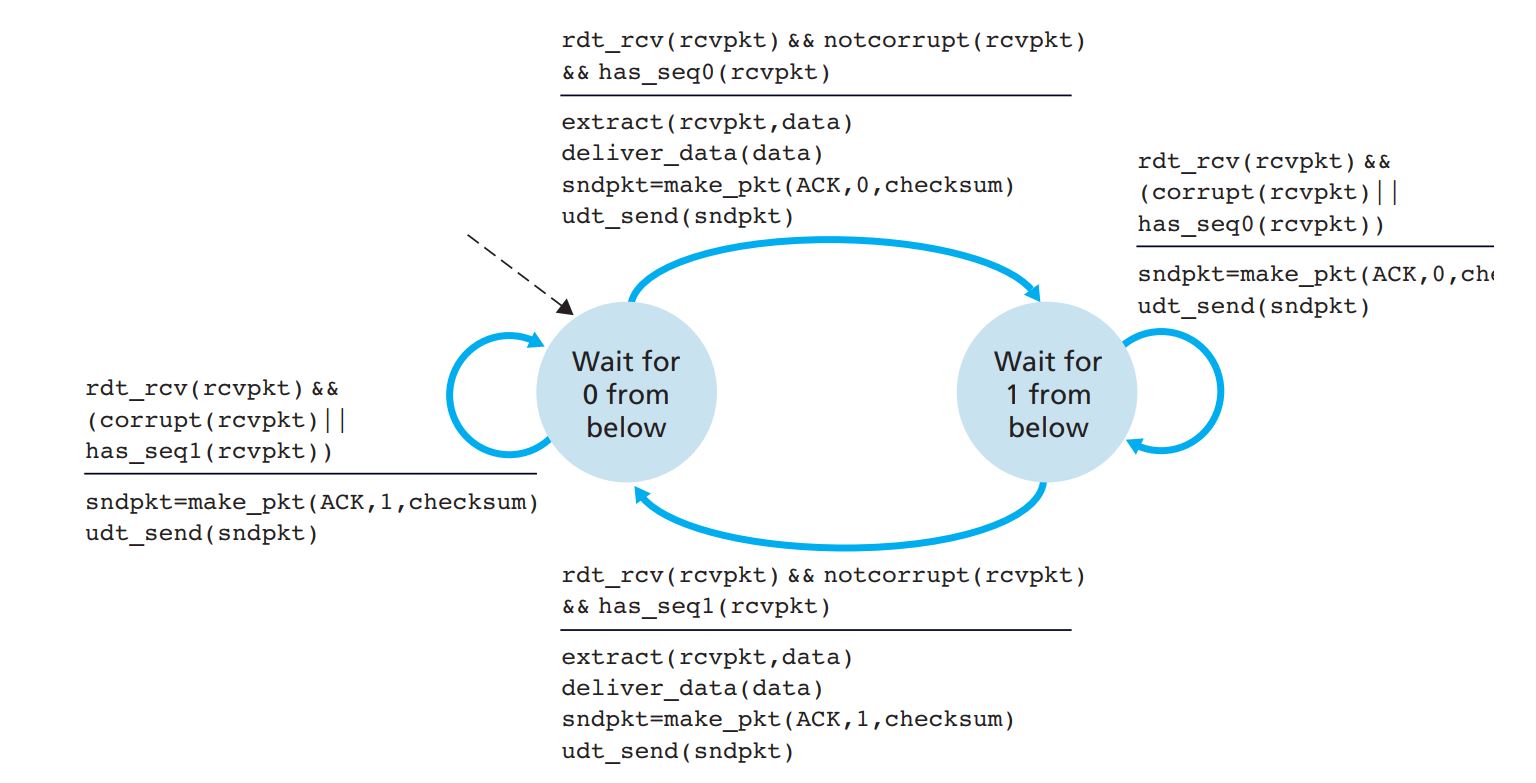 rdt_rcv(rcvpkt) && notcorrupt(rcvpkt)
&& has_seq0(rcvpkt)
extract(rcvpkt,data)
deliver_data(data)
sndpkt=make_pkt(ACK,0,checksum)
udt_send(sndpkt)
rdt_rcv(rcvpkt) &&
(corrupt(rcvpkt)||
has_seq0(rcvpkt))
sndpkt=make_pkt(ACK,0,che
udt_send(sndpkt)
Wait for
0 from
below
Wait for
1 from
below
rdt_rcv(rcvpkt) &&
(corrupt(rcvpkt)||
has_seq1(rcvpkt))
sndpkt=make_pkt(ACK,1,checksum)
udt_send(sndpkt)
rdt_rcv(rcvpkt) && notcorrupt(rcvpkt)
&& has_seq1(rcvpkt)
extract(rcvpkt,data)
deliver_data(data)
sndpkt=make_pkt(ACK,1,checksum)
udt_send(sndpkt)